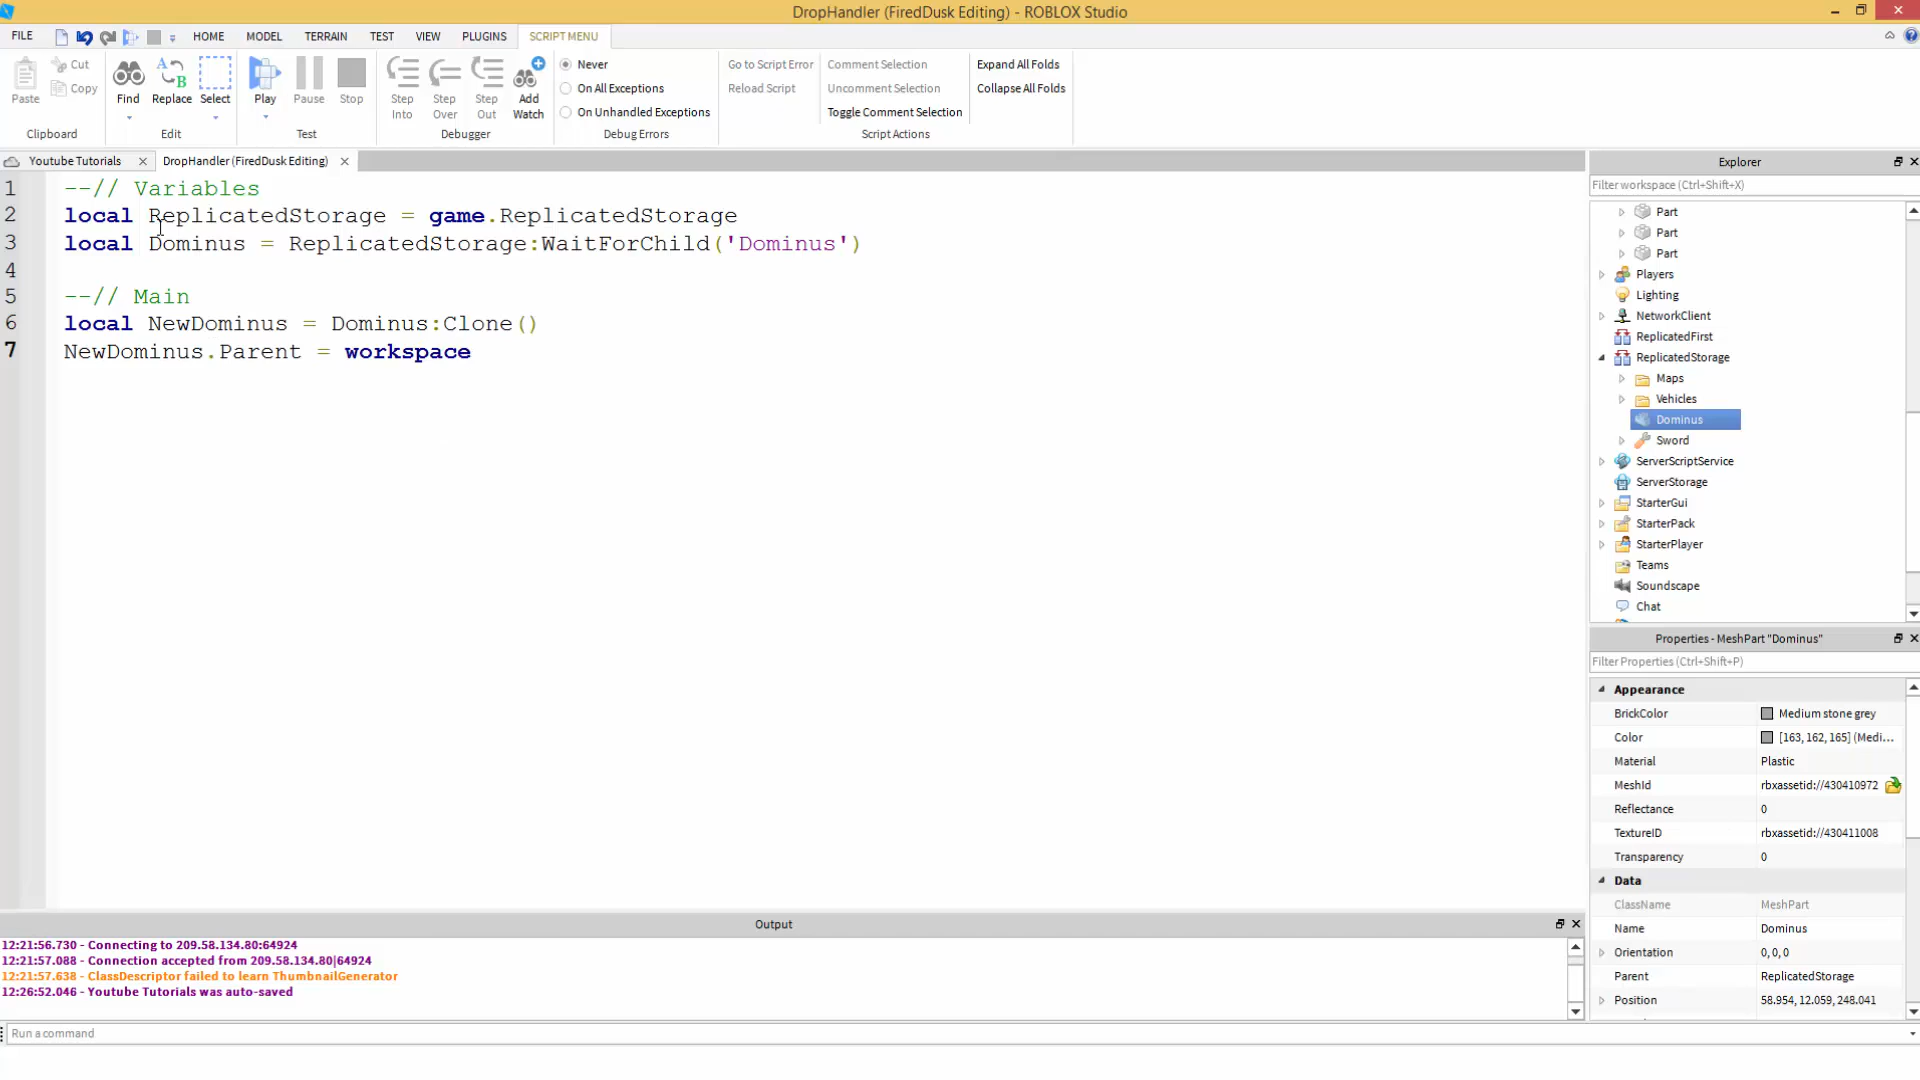 DropHandler (FiredDusk Editing) - ROBLOX Studio
FILE HOME MODEL TERRAIN TEST VIEW PLUGINS SCRIPT MENU
Paste
Cut
Copy
Clipboard
Find Replace Select
Edit
Play Pause Stop
Test
Step Into Step Over Step Out Add Watch
Debugger
Never
On All Exceptions
On Unhandled Exceptions
Debug Errors
Go to Script Error
Reload Script
Comment Selection
Uncomment Selection
Toggle Comment Selection
Script Actions
Expand All Folds
Collapse All Folds
Youtube Tutorials DropHandler (FiredDusk Editing)
1 --// Variables
2 local ReplicatedStorage = game.ReplicatedStorage
3 local Dominus = ReplicatedStorage:WaitForChild('Dominus')
4
5 --// Main
6 local NewDominus = Dominus:Clone()
7 NewDominus.Parent = workspace
Explorer
Filter workspace (Ctrl+Shift+X)
Part
Part
Part
Players
Lighting
NetworkClient
ReplicatedFirst
ReplicatedStorage
Maps
Vehicles
Dominus
Sword
ServerScriptService
ServerStorage
StarterGui
StarterPack
StarterPlayer
Teams
Soundscape
Chat
Properties - MeshPart "Dominus"
Filter Properties (Ctrl+Shift+P)
Appearance
BrickColor Medium stone grey
Color [163, 162, 165] (Medi...
Material Plastic
MeshId rbxassetid://430410972
Reflectance 0
TextureID rbxassetid://430411008
Transparency 0
Data
ClassName MeshPart
Name Dominus
Orientation 0, 0, 0
Parent ReplicatedStorage
Position 58.954, 12.059, 248.041
Output
12:21:56.730 - Connecting to 209.58.134.80:64924
12:21:57.088 - Connection accepted from 209.58.134.80|64924
12:21:57.638 - ClassDescriptor failed to learn ThumbnailGenerator
12:26:52.046 - Youtube Tutorials was auto-saved
Run a command